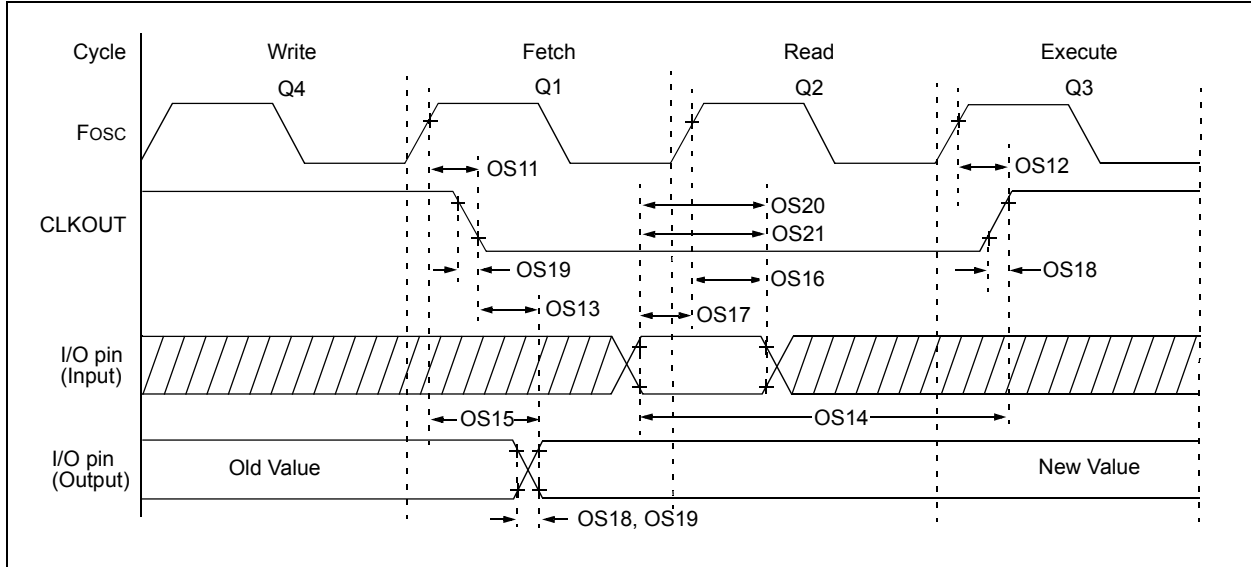 Cycle Write Fetch Read Execute
Q4 Q1 Q2 Q3
FOSC
OS11 OS12
CLKOUT
OS20
OS21
OS19 OS16 OS18
OS13 OS17
I/O pin
(Input)
OS15 OS14
I/O pin
(Output)
Old Value New Value
OS18, OS19